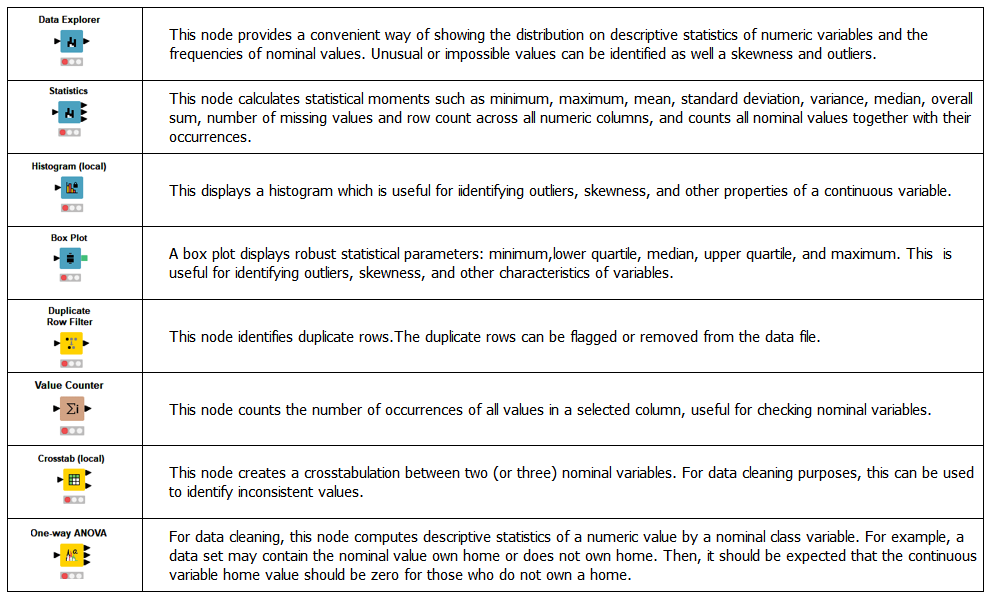 Data Explorer
This node provides a convenient way of showing the distribution on descriptive statistics of numeric variables and the
frequencies of nominal values. Unusual or impossible values can be identified as well a skewness and outliers.
Statistics
This node calculates statistical moments such as minimum, maximum, mean, standard deviation, variance, median, overall
sum, number of missing values and row count across all numeric columns, and counts all nominal values together with their
occurrences.
Histogram (local)
This displays a histogram which is useful for iidentifying outliers, skewness, and other properties of a continuous variable.
Box Plot
A box plot displays robust statistical parameters: minimum,lower quartile, median, upper quartile, and maximum. This is
useful for identifying outliers, skewness, and other characteristics of variables.
Duplicate
Row Filter
This node identifies duplicate rows.The duplicate rows can be flagged or removed from the data file.
Value Counter
Σi
This node counts the number of occurrences of all values in a selected column, useful for checking nominal variables.
Crosstab (local)
This node creates a crosstabulation between two (or three) nominal variables. For data cleaning purposes, this can be used
to identify inconsistent values.
One-way ANOVA
For data cleaning, this node computes descriptive statistics of a numeric value by a nominal class variable. For example, a
data set may contain the nominal value own home or does not own home. Then, it should be expected that the continuous
variable home value should be zero for those who do not own a home.